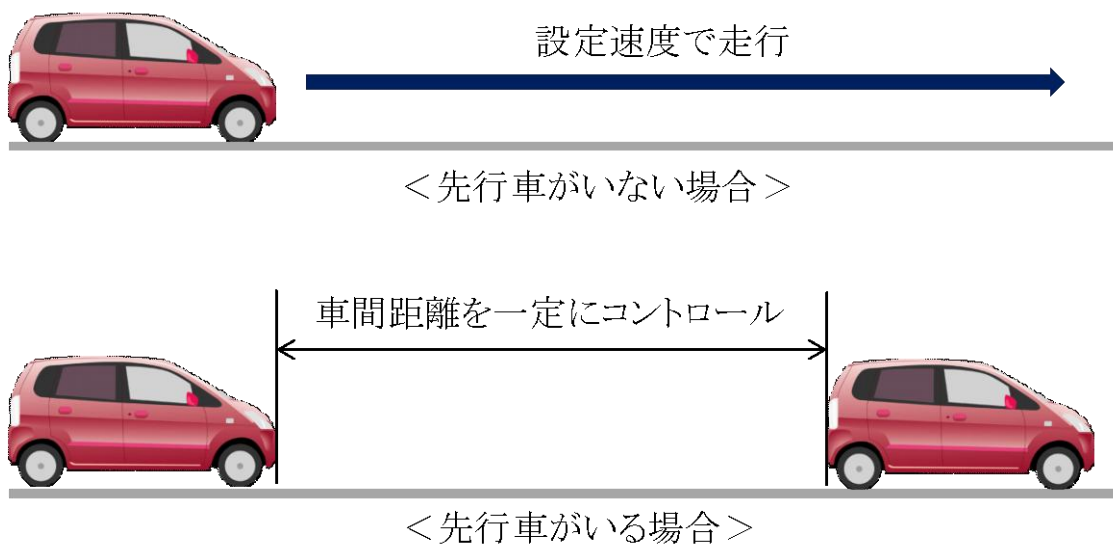 設定速度で走行
＜先行車がいない場合＞
車間距離を一定にコントロール
＜先行車がいる場合＞